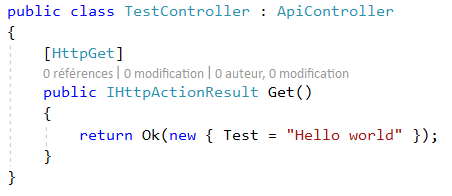 public class TestController : ApiController
{
[HttpGet]
0 références | 0 modification | 0 auteur, 0 modification
public IHttpActionResult Get()
{
return Ok(new { Test = "Hello world" });
}
}